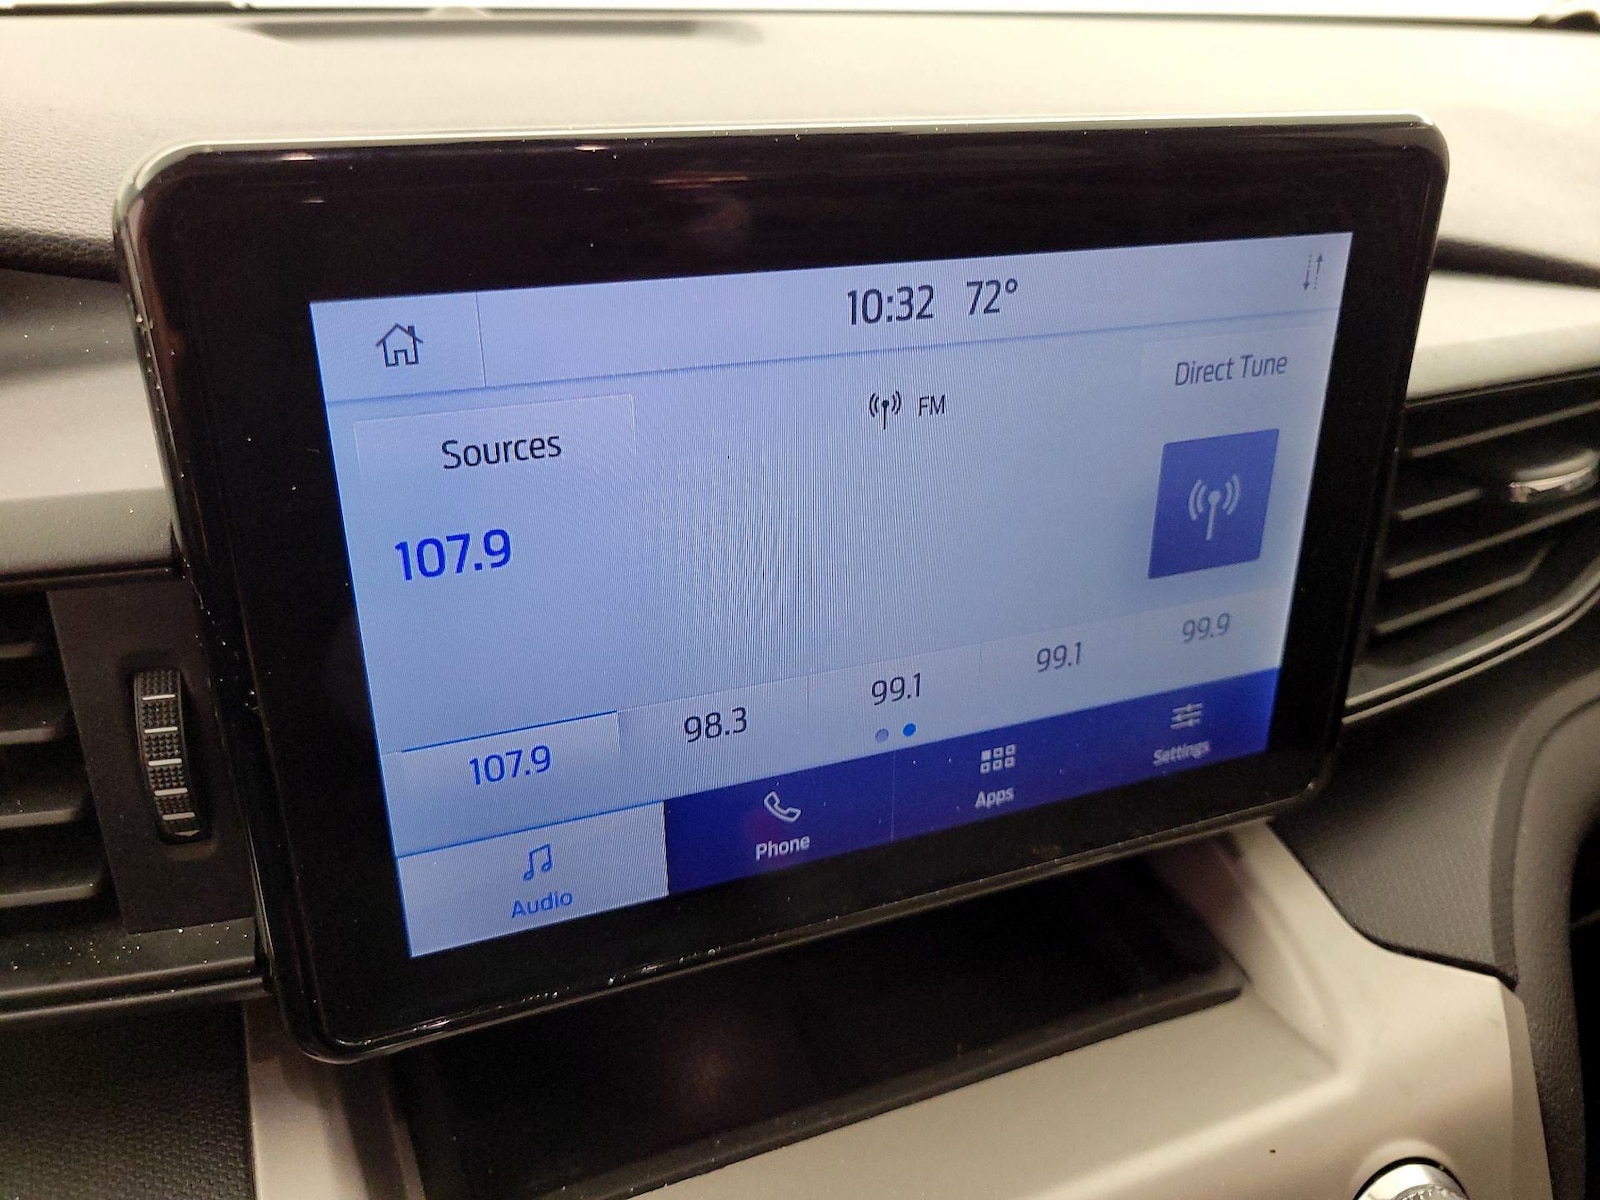 10:32 72°
Direct Tune
FM
Sources
107.9
107.9 98.3 99.1 99.1 99.9
Audio Phone Apps Settings